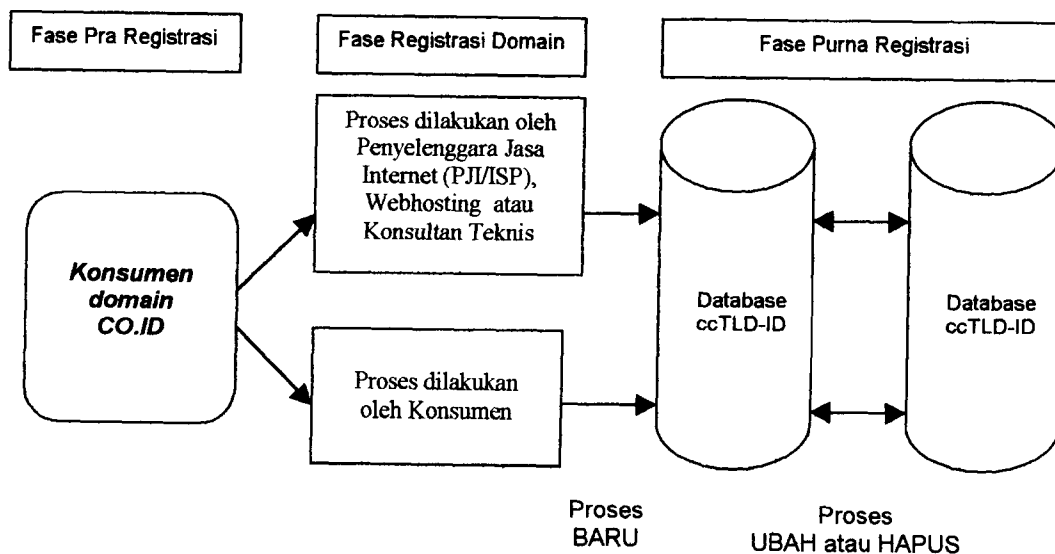 Fase Pra Registrasi
Fase Registrasi Domain
Fase Purna Registrasi
Konsumen
domain
CO.ID
Proses dilakukan oleh
Penyelenggara Jasa
Internet (PJI/ISP),
Webhosting atau
Konsultan Teknis
Proses dilakukan
oleh Konsumen
Database
ccTLD-ID
Database
ccTLD-ID
Proses
BARU
Proses
UBAH atau HAPUS